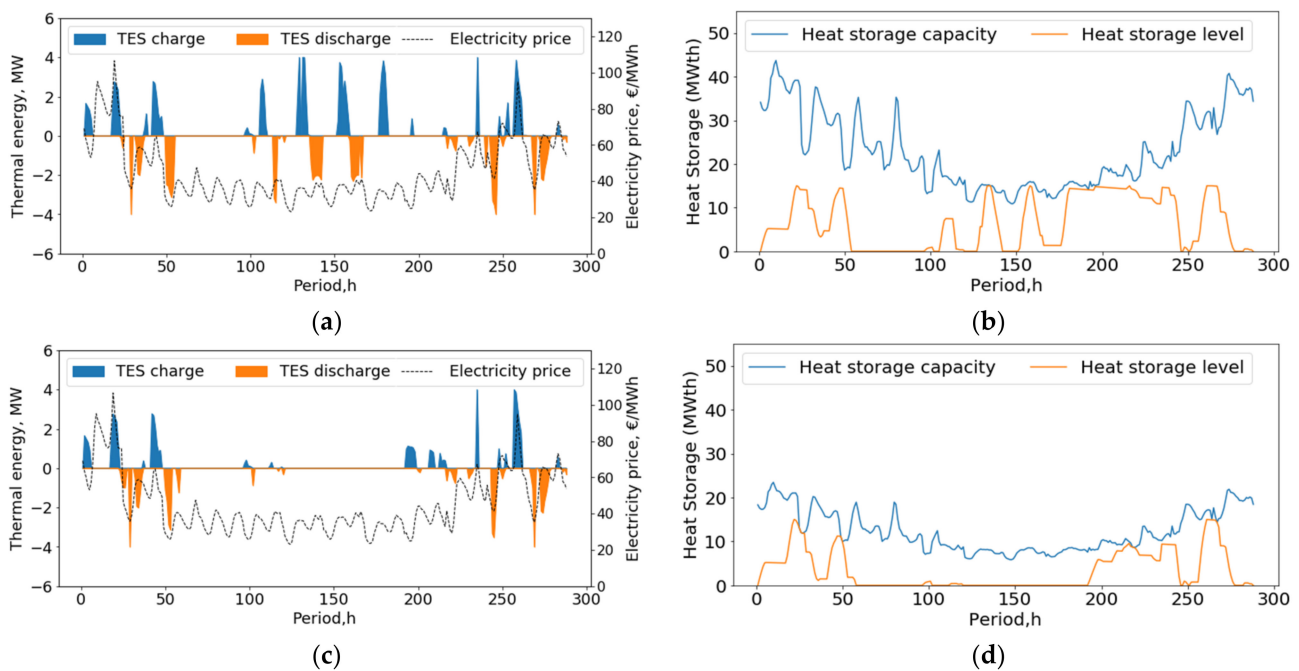 TES charge TES discharge Electricity price
Thermal energy, MW
6
4
2
0
−2
−4
−6
120
100
80
60
40
20
0
Electricity price, €/MWh
0 50 100 150 200 250 300
Period,h
(a)
Heat storage capacity Heat storage level
Heat Storage (MWth)
50
40
30
20
10
0
0 50 100 150 200 250 300
Period,h
(b)
TES charge TES discharge Electricity price
Thermal energy, MW
6
4
2
0
−2
−4
−6
120
100
80
60
40
20
0
Electricity price, €/MWh
0 50 100 150 200 250 300
Period,h
(c)
Heat storage capacity Heat storage level
Heat Storage (MWth)
50
40
30
20
10
0
0 50 100 150 200 250 300
Period,h
(d)